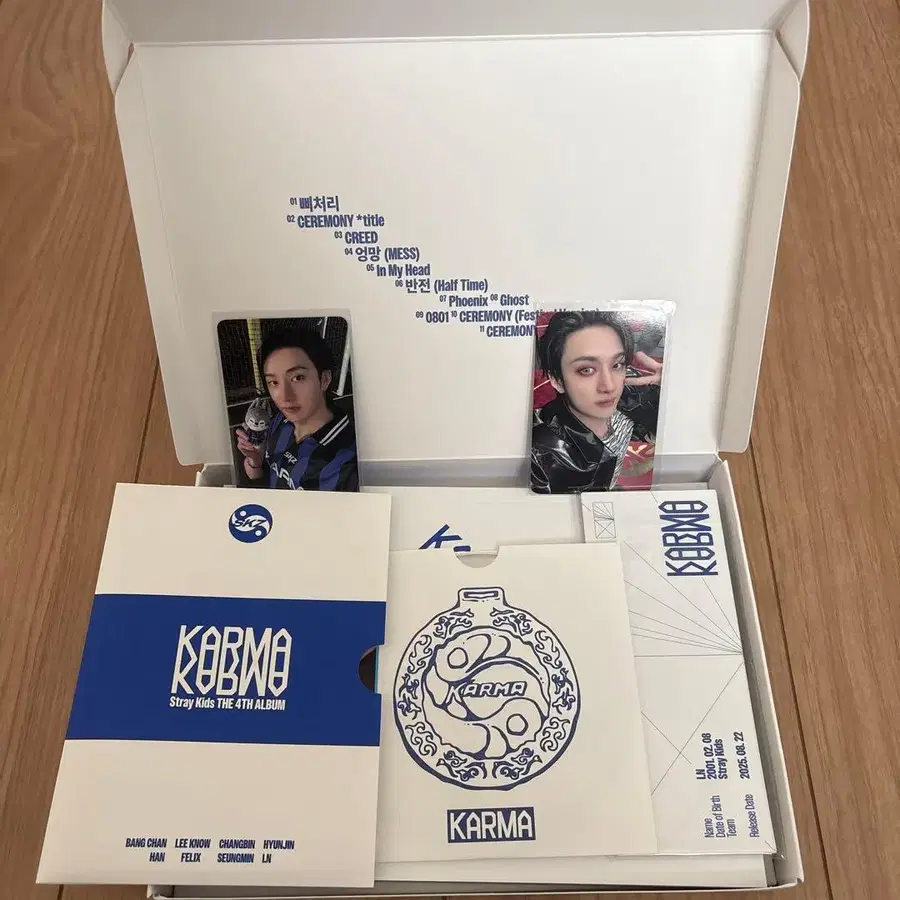 01 삐처리
02 CEREMONY *title
03 CREED
04 엉망 (MESS)
05 In My Head
06 반전 (Half Time)
07 Phoenix 08 Ghost
09 0801 10 CEREMONY (Festival
11 CEREMONY
SKZ
KARMA
Stray Kids THE 4TH ALBUM
BANG CHAN LEE KNOW CHANGBIN HYUNJIN
HAN FELIX SEUNGMIN I.N
KARMA
KARMA
KARMA
Name I.N
Date of Birth 2001. 02. 08
Team Stray Kids
Release Date 2025. 08. 22